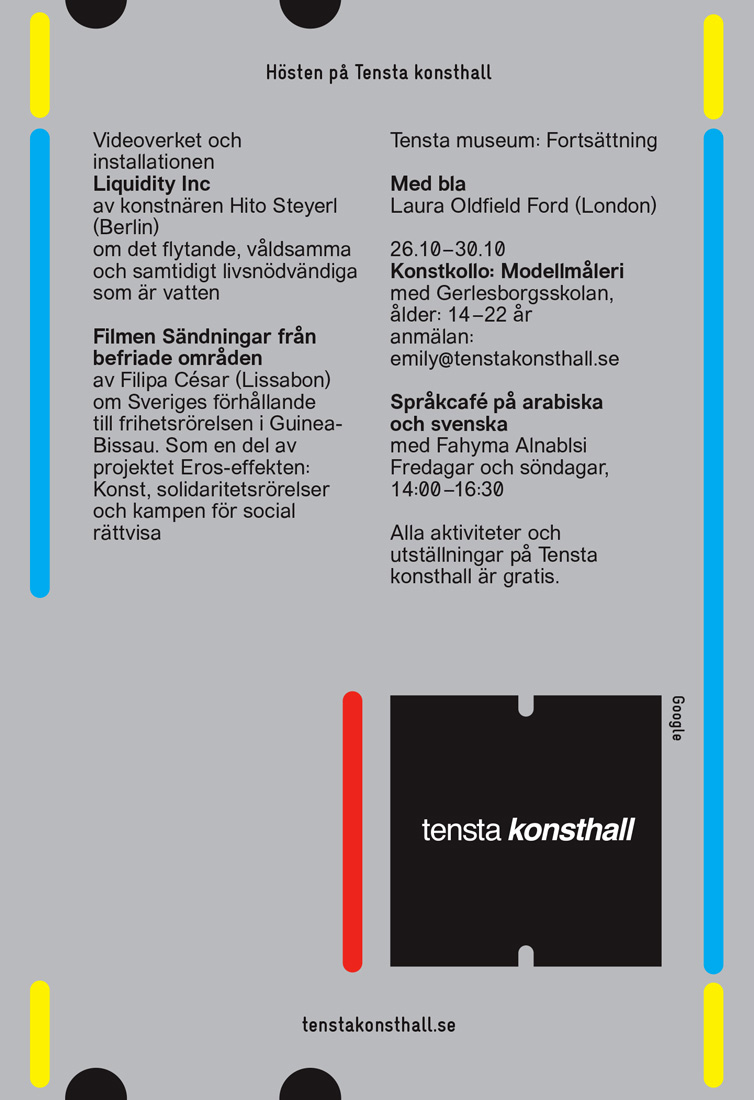 Hösten på Tensta konsthall
Videoverket och
installationen
Liquidity Inc
av konstnären Hito Steyerl
(Berlin)
om det flytande, våldsamma
och samtidigt livsnödvändiga
som är vatten
Filmen Sändningar från
befriade områden
av Filipa César (Lissabon)
om Sveriges förhållande
till frihetsrörelsen i Guinea-
Bissau. Som en del av
projektet Eros-effekten:
Konst, solidaritetsrörelser
och kampen för social
rättvisa
Tensta museum: Fortsättning
Med bla
Laura Oldfield Ford (London)
26.10–30.10
Konstkollo: Modellmåleri
med Gerlesborgsskolan,
ålder: 14–22 år
anmälan:
emily@tenstakonsthall.se
Språkcafé på arabiska
och svenska
med Fahyma Alnablsi
Fredagar och söndagar,
14:00–16:30
Alla aktiviteter och
utställningar på Tensta
konsthall är gratis.
Google
tensta konsthall
tenstakonsthall.se